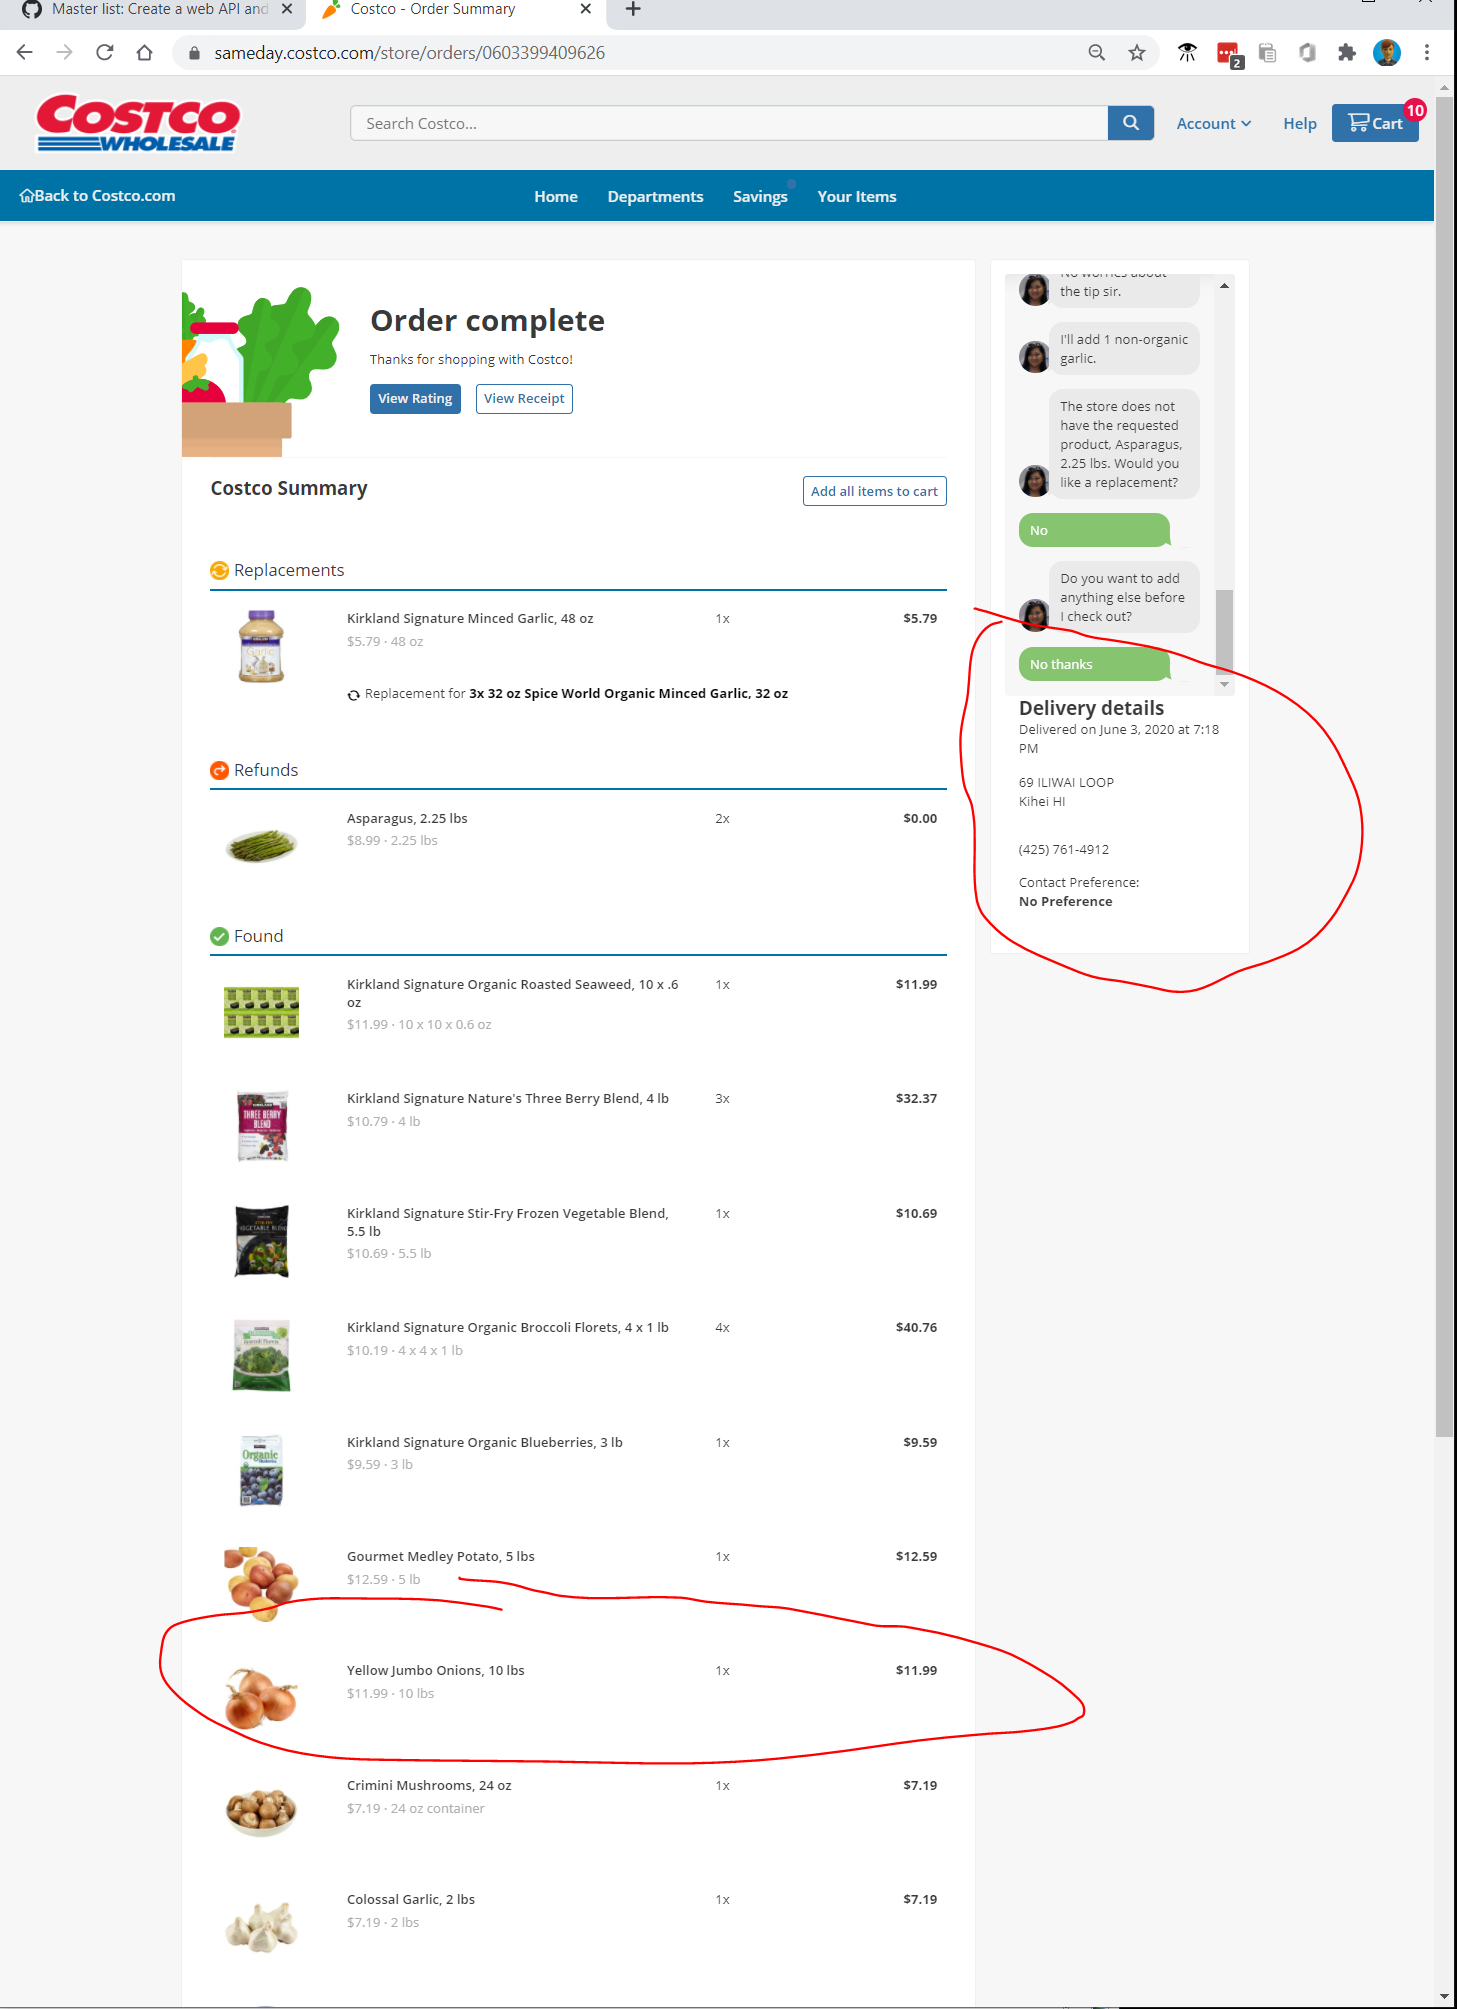 Master list: Create a web API and
Costco - Order Summary
sameday.costco.com/store/orders/0603399409626
2
COSTCO
WHOLESALE
Search Costco...
Account
Help
Cart
10
Back to Costco.com
Home
Departments
Savings
Your Items
Order complete
Thanks for shopping with Costco!
View Rating
View Receipt
Costco Summary
Add all items to cart
Replacements
Kirkland Signature Minced Garlic, 48 oz
1x
$5.79
$5.79 · 48 oz
Replacement for 3x 32 oz Spice World Organic Minced Garlic, 32 oz
Refunds
Asparagus, 2.25 lbs
2x
$0.00
$8.99 · 2.25 lbs
Found
Kirkland Signature Organic Roasted Seaweed, 10 x .6
oz
1x
$11.99
$11.99 · 10 x 10 x 0.6 oz
THREE BERRY
BLEND
Kirkland Signature Nature's Three Berry Blend, 4 lb
3x
$32.37
$10.79 · 4 lb
Kirkland Signature Stir-Fry Frozen Vegetable Blend,
5.5 lb
1x
$10.69
$10.69 · 5.5 lb
Kirkland Signature Organic Broccoli Florets, 4 x 1 lb
4x
$40.76
$10.19 · 4 x 4 x 1 lb
Organic
Kirkland Signature Organic Blueberries, 3 lb
1x
$9.59
$9.59 · 3 lb
Gourmet Medley Potato, 5 lbs
1x
$12.59
$12.59 · 5 lb
Yellow Jumbo Onions, 10 lbs
1x
$11.99
$11.99 · 10 lbs
Crimini Mushrooms, 24 oz
1x
$7.19
$7.19 · 24 oz container
Colossal Garlic, 2 lbs
1x
$7.19
$7.19 · 2 lbs
No worries about
the tip sir.
I'll add 1 non-organic
garlic.
The store does not
have the requested
product, Asparagus,
2.25 lbs. Would you
like a replacement?
No
Do you want to add
anything else before
I check out?
No thanks
Delivery details
Delivered on June 3, 2020 at 7:18
PM
69 ILIWAI LOOP
Kihei HI
(425) 761-4912
Contact Preference:
No Preference